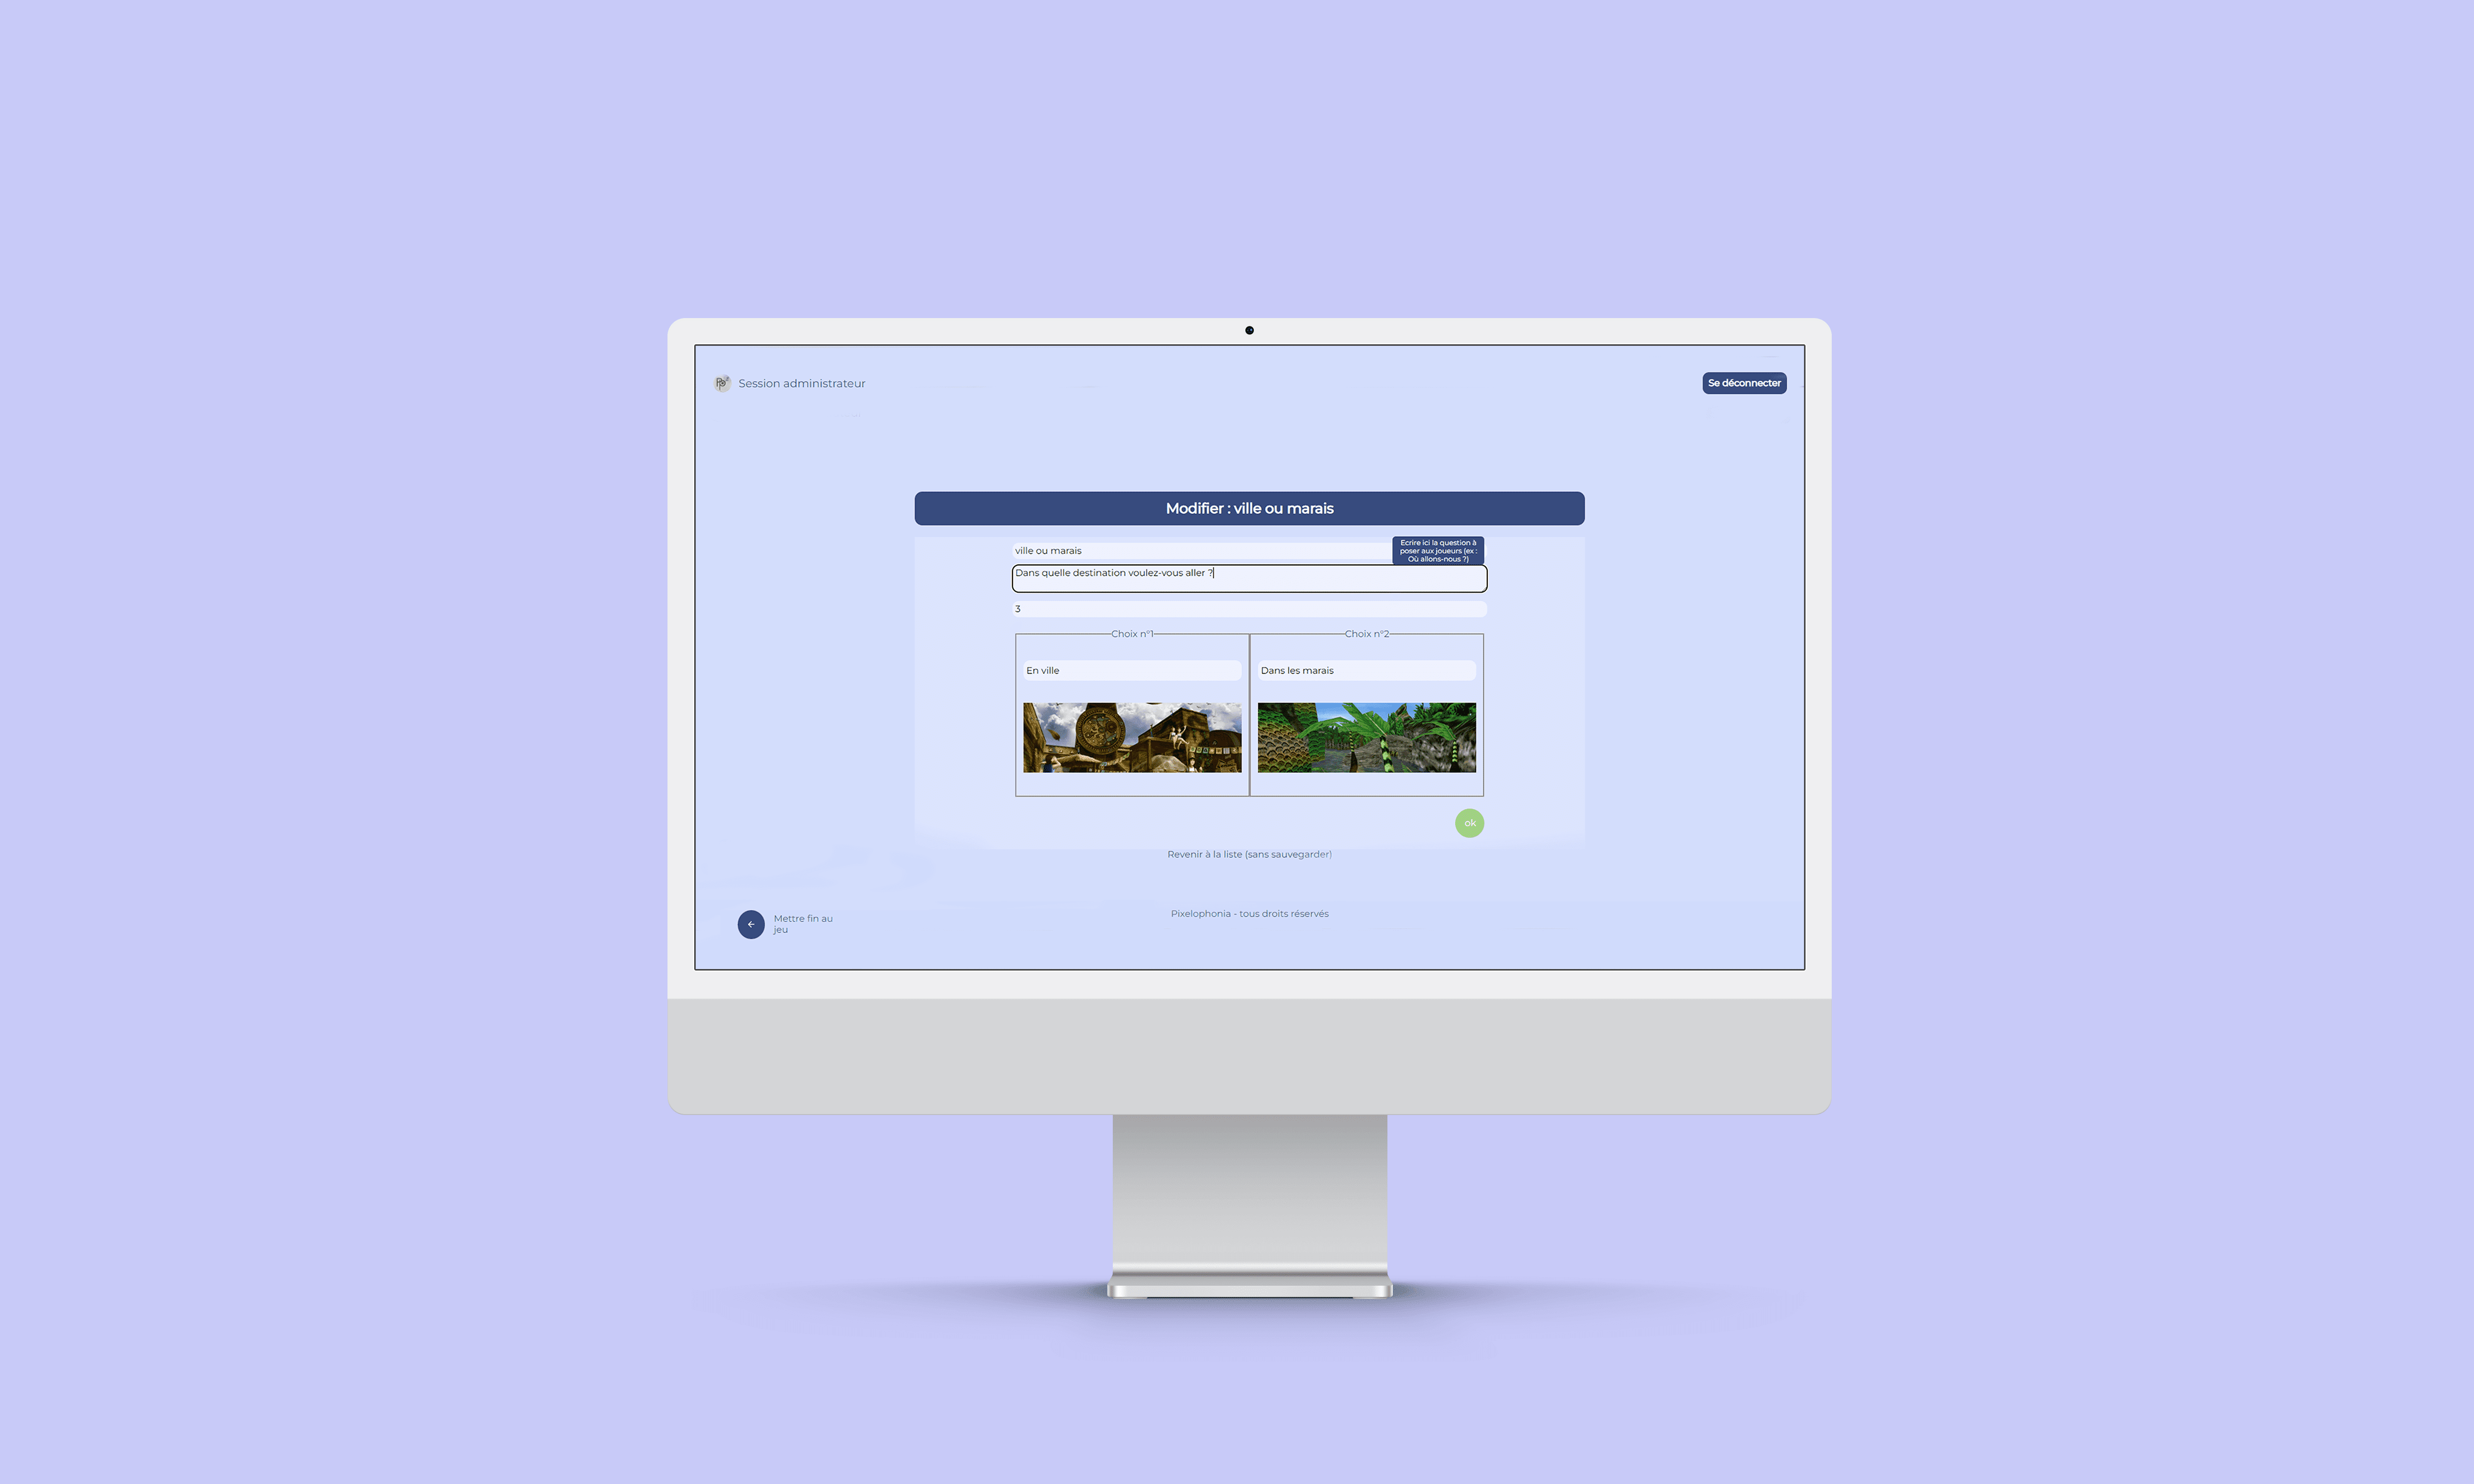 Session administrateur
Se déconnecter
Modifier : ville ou marais
ville ou marais
Ecrire ici la question à
poser aux joueurs (ex :
Où allons-nous ?)
Dans quelle destination voulez-vous aller ?
3
Choix n°1
Choix n°2
En ville
Dans les marais
ok
Revenir à la liste (sans sauvegarder)
Mettre fin au
jeu
Pixelophonia - tous droits réservés